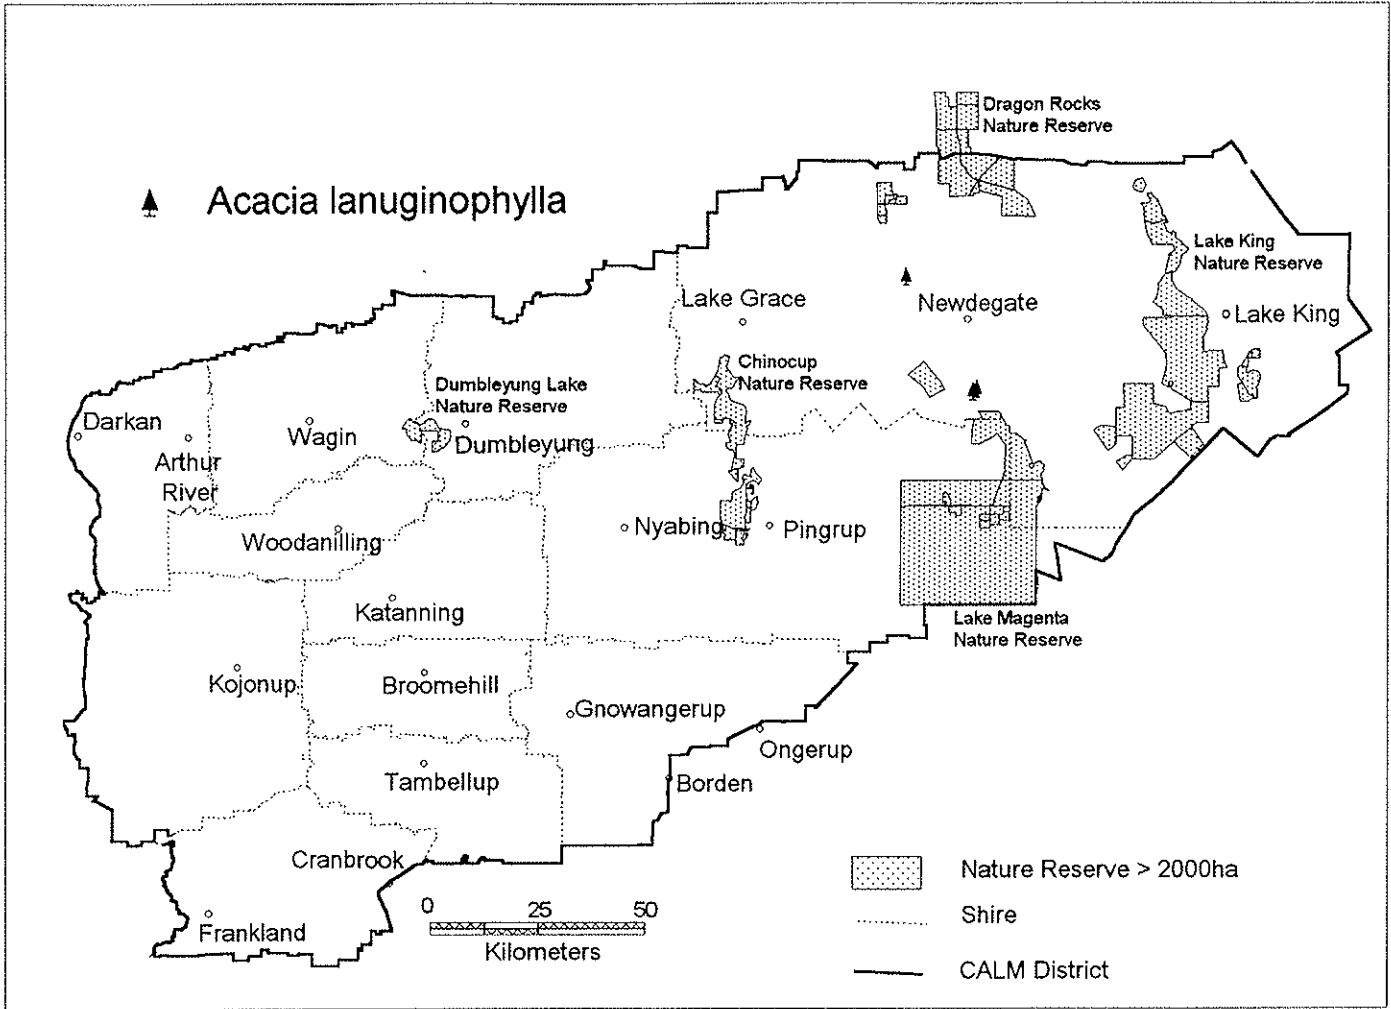 Dragon Rocks
Nature Reserve
Acacia lanuginophylla
Lake King
Nature Reserve
Lake Grace
Newdegate
Lake King
Chinocup
Nature Reserve
Dumbleyung Lake
Nature Reserve
Darkan
Wagin
Dumbleyung
Arthur
River
Woodanilling
Nyabing
Pingrup
Katanning
Lake Magenta
Nature Reserve
Kojonup
Broomehill
Gnowangerup
Ongerup
Tambellup
Borden
Cranbrook
Frankland
0 25 50
Kilometers
Nature Reserve > 2000ha
Shire
CALM District